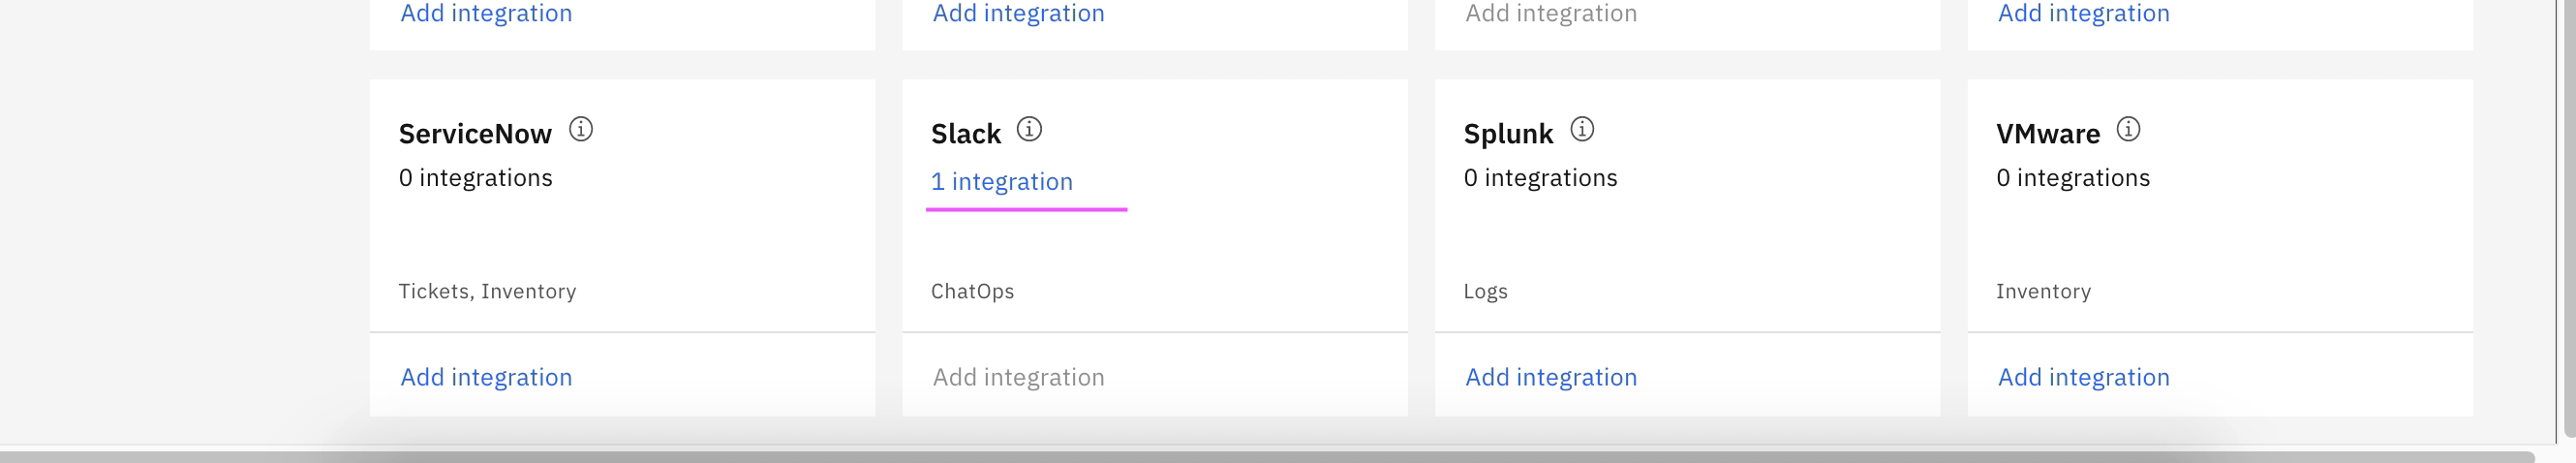 Add integration
Add integration
Add integration
Add integration
ServiceNow
0 integrations
Tickets, Inventory
Add integration
Slack
1 integration
ChatOps
Add integration
Splunk
0 integrations
Logs
Add integration
VMware
0 integrations
Inventory
Add integration